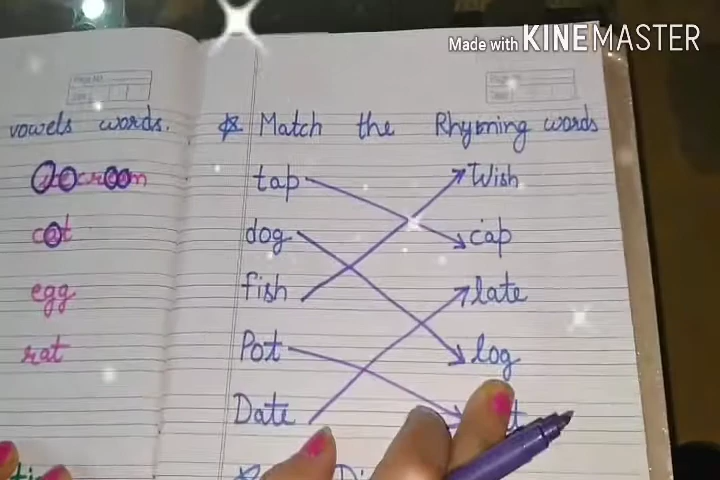 Made with KINEMASTER
vowels words.
cat
egg
rat
Match the Rhyming words
tap Wish
dog cap
fish late
Pot log
Date